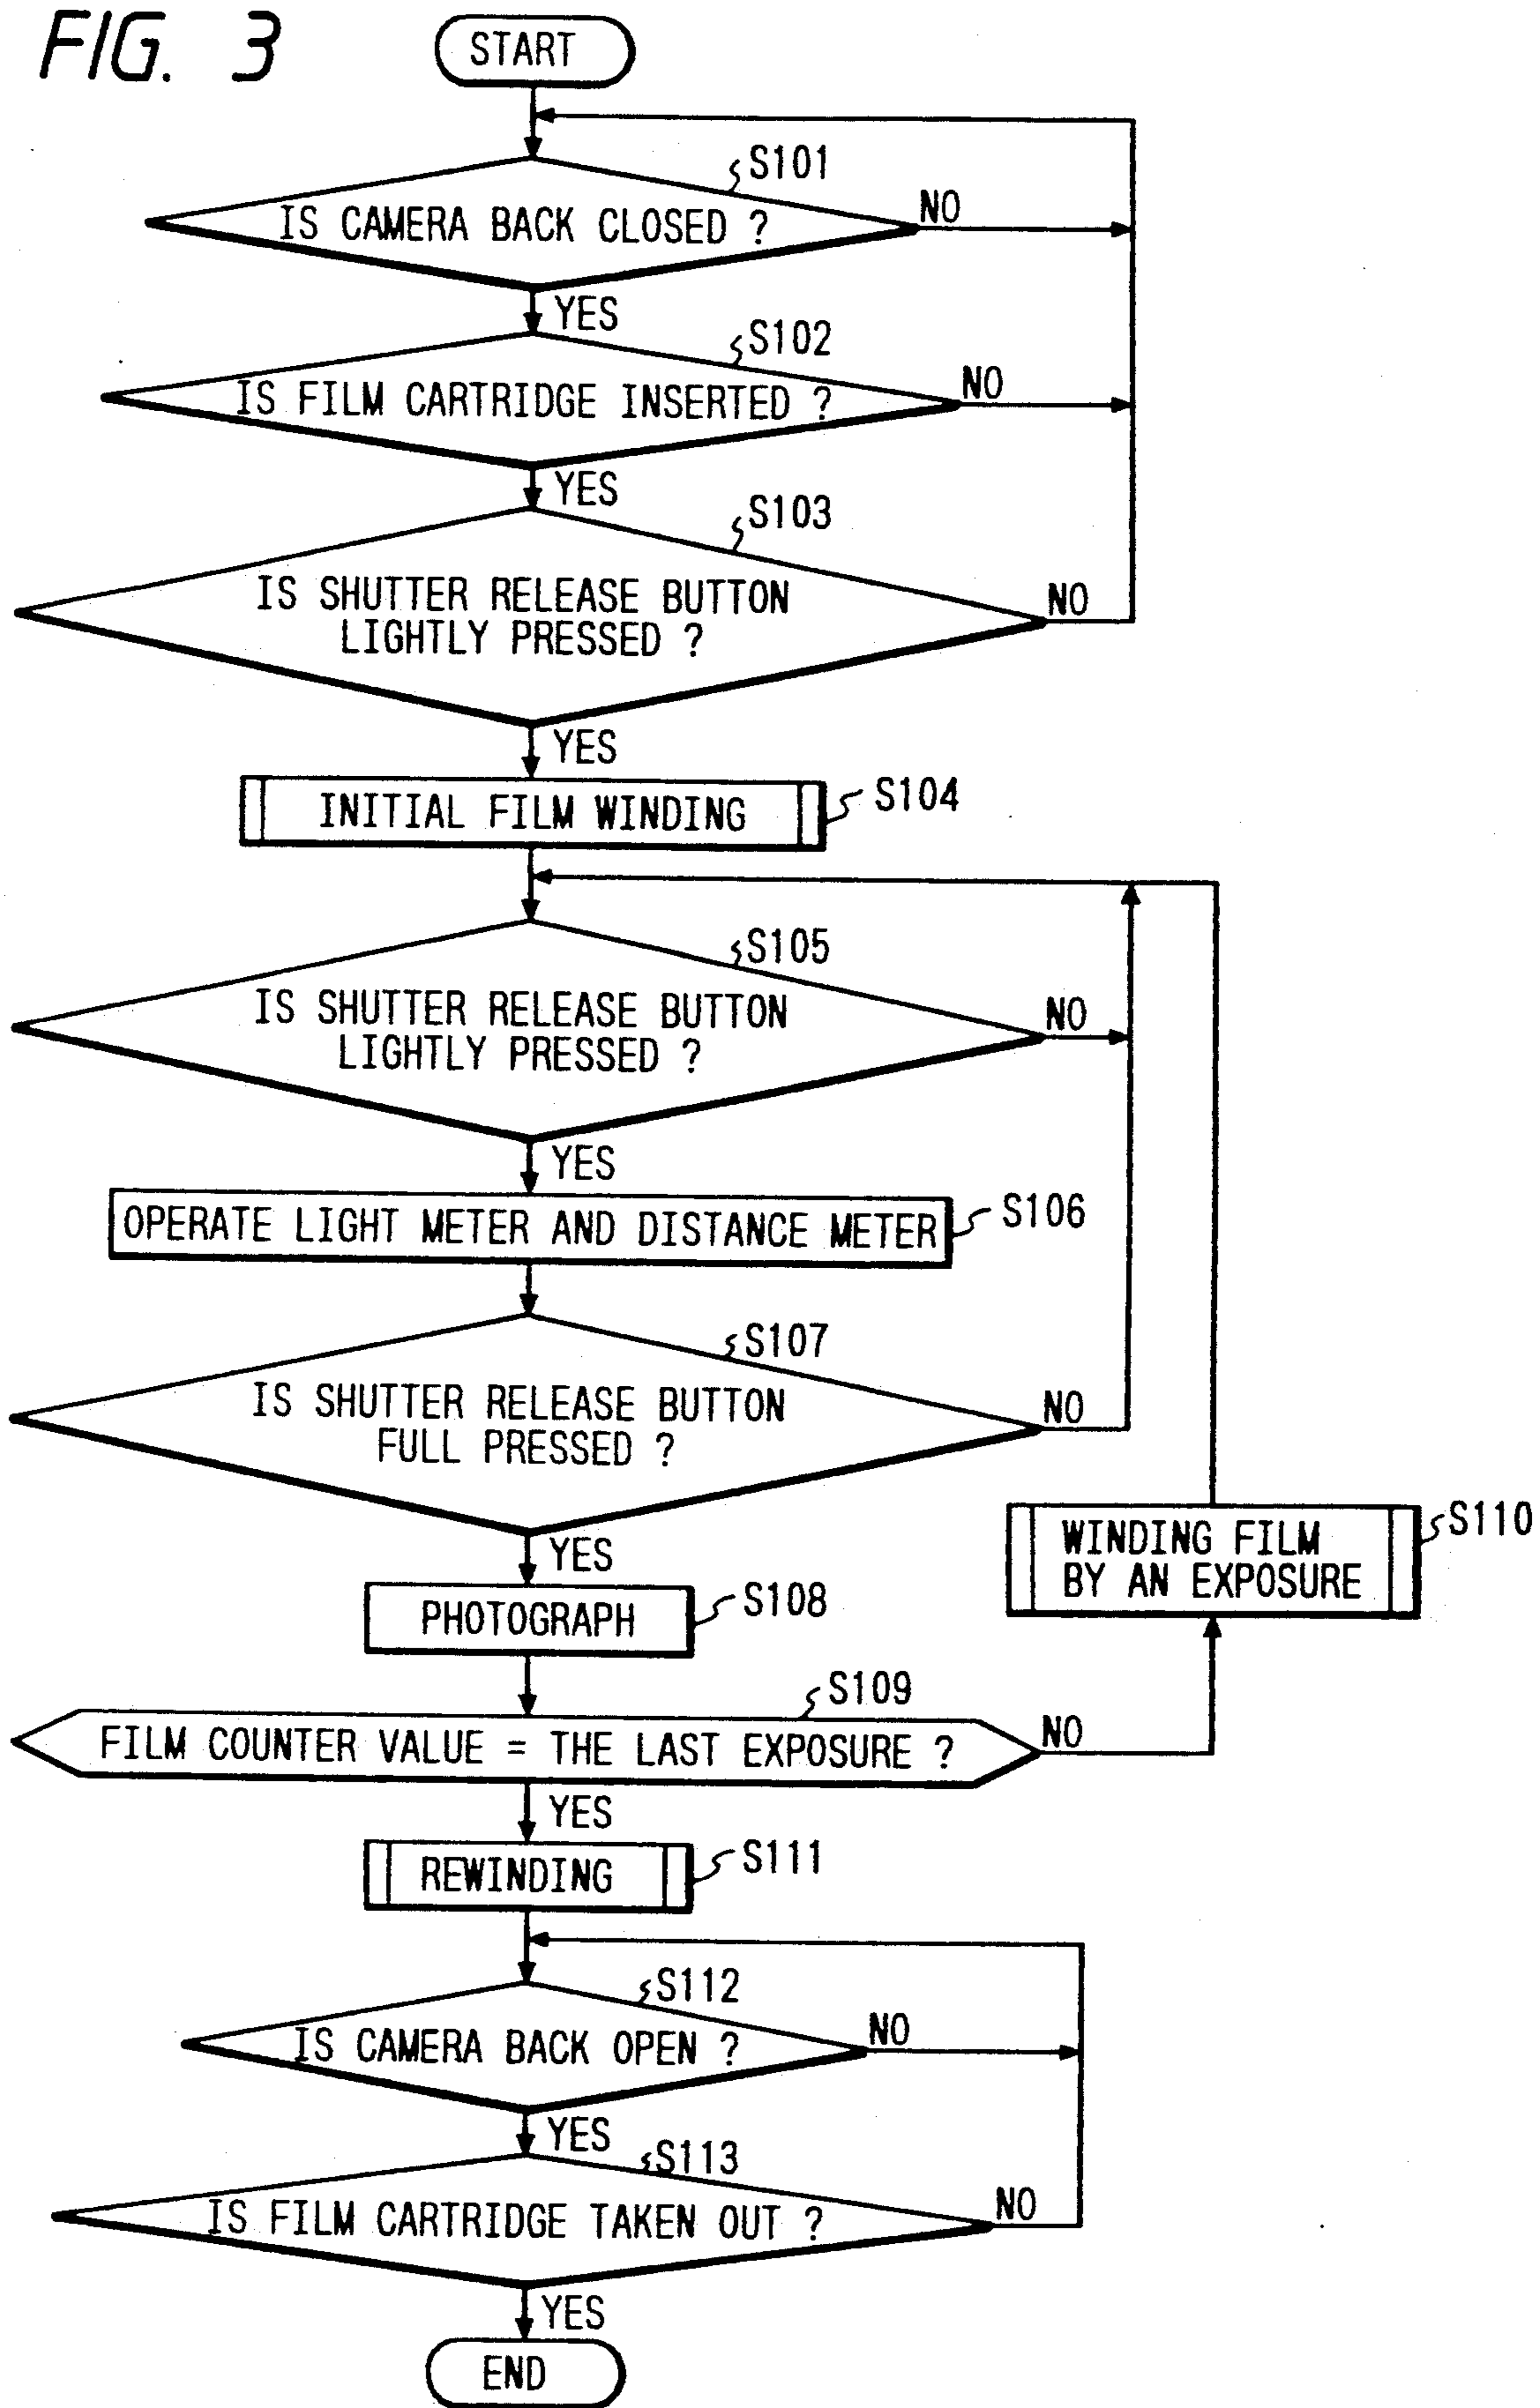 FIG. 3
START
S101
IS CAMERA BACK CLOSED ?
NO
YES
S102
IS FILM CARTRIDGE INSERTED ?
NO
YES
S103
IS SHUTTER RELEASE BUTTON
LIGHTLY PRESSED ?
NO
YES
INITIAL FILM WINDING
S104
S105
IS SHUTTER RELEASE BUTTON
LIGHTLY PRESSED ?
NO
YES
OPERATE LIGHT METER AND DISTANCE METER
S106
S107
IS SHUTTER RELEASE BUTTON
FULL PRESSED ?
NO
YES
WINDING FILM
BY AN EXPOSURE
S110
PHOTOGRAPH
S108
S109
FILM COUNTER VALUE = THE LAST EXPOSURE ?
NO
YES
REWINDING
S111
S112
IS CAMERA BACK OPEN ?
NO
YES
S113
IS FILM CARTRIDGE TAKEN OUT ?
NO
YES
END